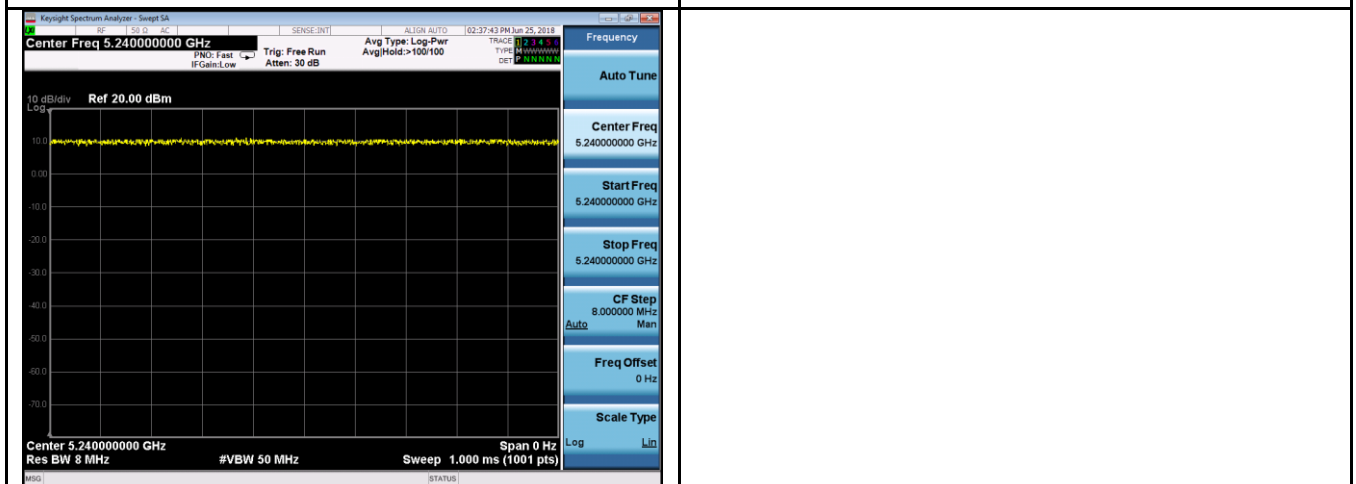 Keysight Spectrum Analyzer - Swept SA
RF 50 Ω AC SENSE:INT ALIGN AUTO 02:37:43 PM Jun 25, 2018
Center Freq 5.240000000 GHz
PNO: Fast
IFGain:Low
Trig: Free Run
Atten: 30 dB
Avg Type: Log-Pwr
Avg|Hold:>100/100
TRACE 1 2 3 4 5 6
TYPE M WWWWW
DET P N N N N N
Frequency
Auto Tune
10 dB/div Ref 20.00 dBm
Log
10.0
0.00
-10.0
-20.0
-30.0
-40.0
-50.0
-60.0
-70.0
Center Freq
5.240000000 GHz
Start Freq
5.240000000 GHz
Stop Freq
5.240000000 GHz
CF Step
8.000000 MHz
Auto Man
Freq Offset
0 Hz
Scale Type
Log Lin
Center 5.240000000 GHz Span 0 Hz
Res BW 8 MHz #VBW 50 MHz Sweep 1.000 ms (1001 pts)
MSG STATUS